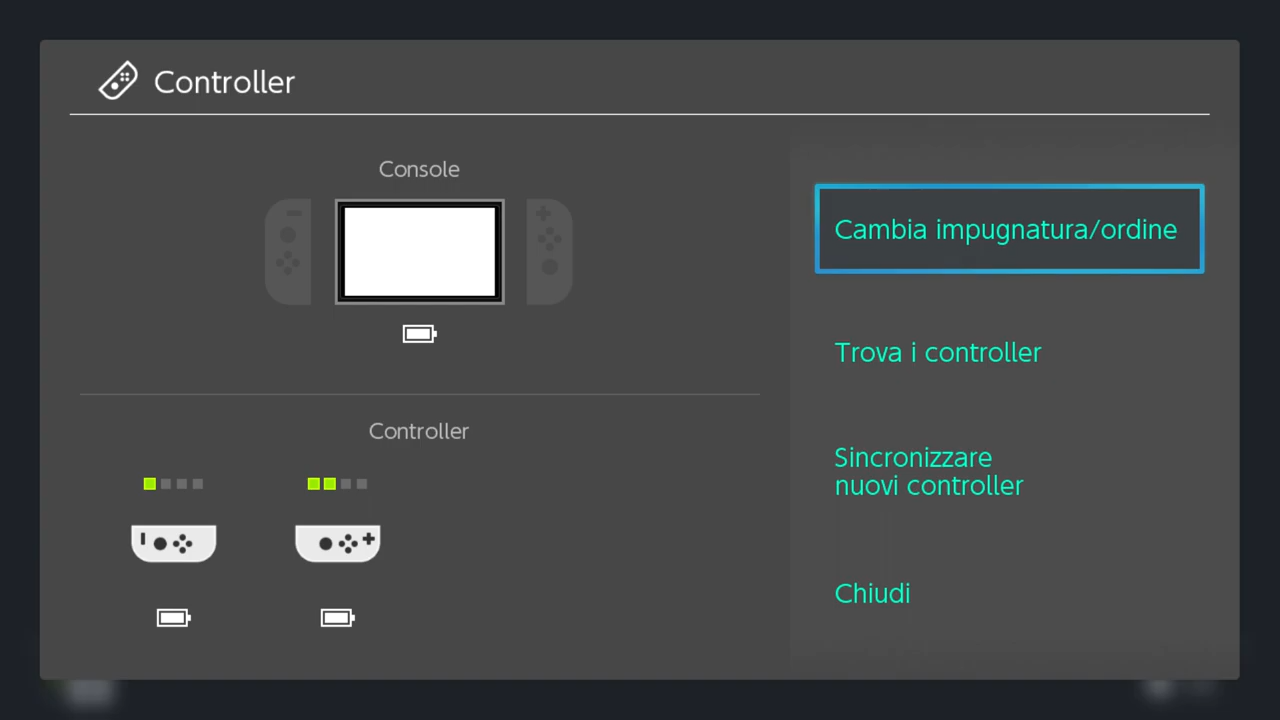 Controller
Console
Controller
Cambia impugnatura/ordine
Trova i controller
Sincronizzare
nuovi controller
Chiudi